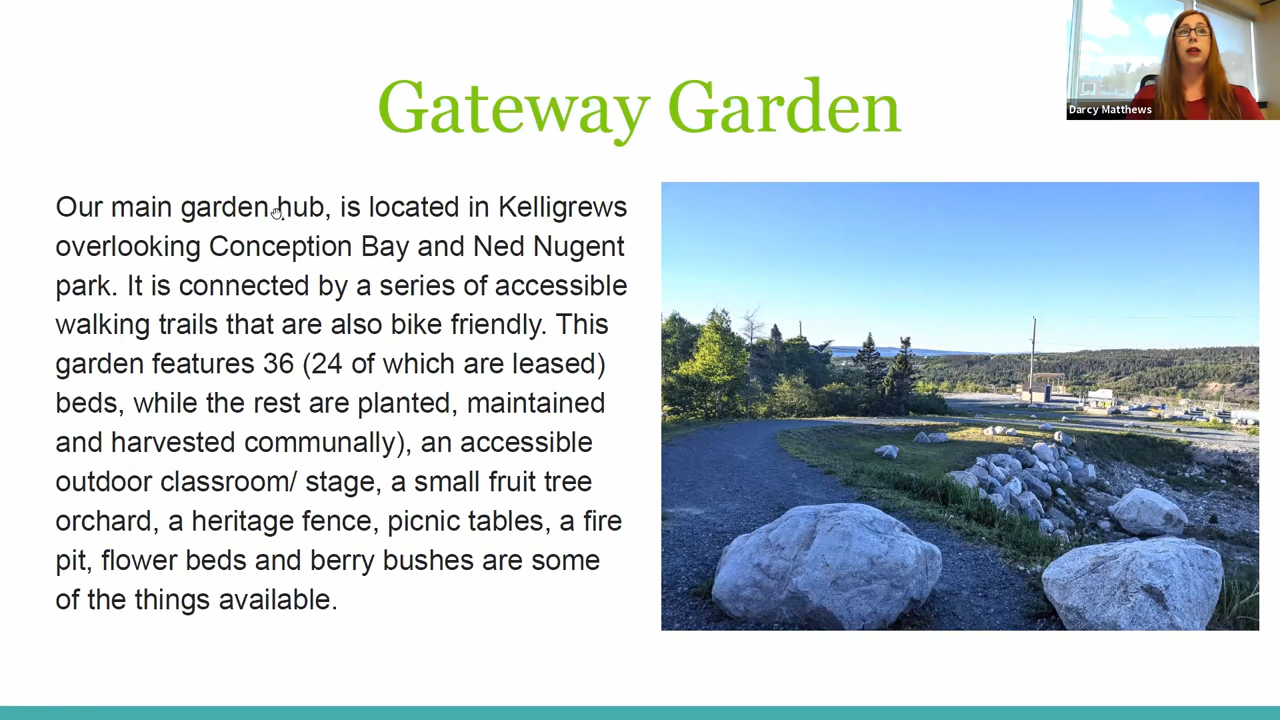 Gateway Garden
Darcy Matthews
Our main garden hub, is located in Kelligrews
overlooking Conception Bay and Ned Nugent
park. It is connected by a series of accessible
walking trails that are also bike friendly. This
garden features 36 (24 of which are leased)
beds, while the rest are planted, maintained
and harvested communally), an accessible
outdoor classroom/ stage, a small fruit tree
orchard, a heritage fence, picnic tables, a fire
pit, flower beds and berry bushes are some
of the things available.